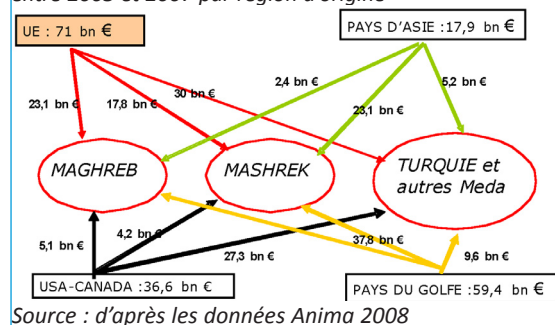 entre 2003 et 2007 par région d'origine
UE : 71 bn €
PAYS D'ASIE :17,9 bn €
23,1 bn €
17,8 bn €
30 bn €
2,4 bn €
23,1 bn €
5,2 bn €
MAGHREB
MASHREK
TURQUIE et
autres Meda
5,1 bn €
4,2 bn €
27,3 bn €
37,8 bn €
9,6 bn €
USA-CANADA :36,6 bn €
PAYS DU GOLFE :59,4 bn €
Source : d'après les données Anima 2008